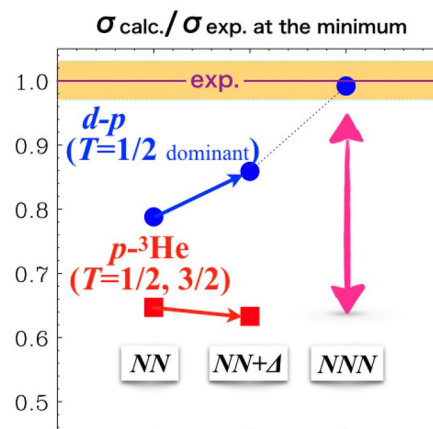 σ calc./σ exp. at the minimum
1.0
exp.
d-p
(T=1/2 dominant)
0.9
0.8
p-³He
(T=1/2, 3/2)
0.7
0.6
NN
NN+Δ
NNN
0.5